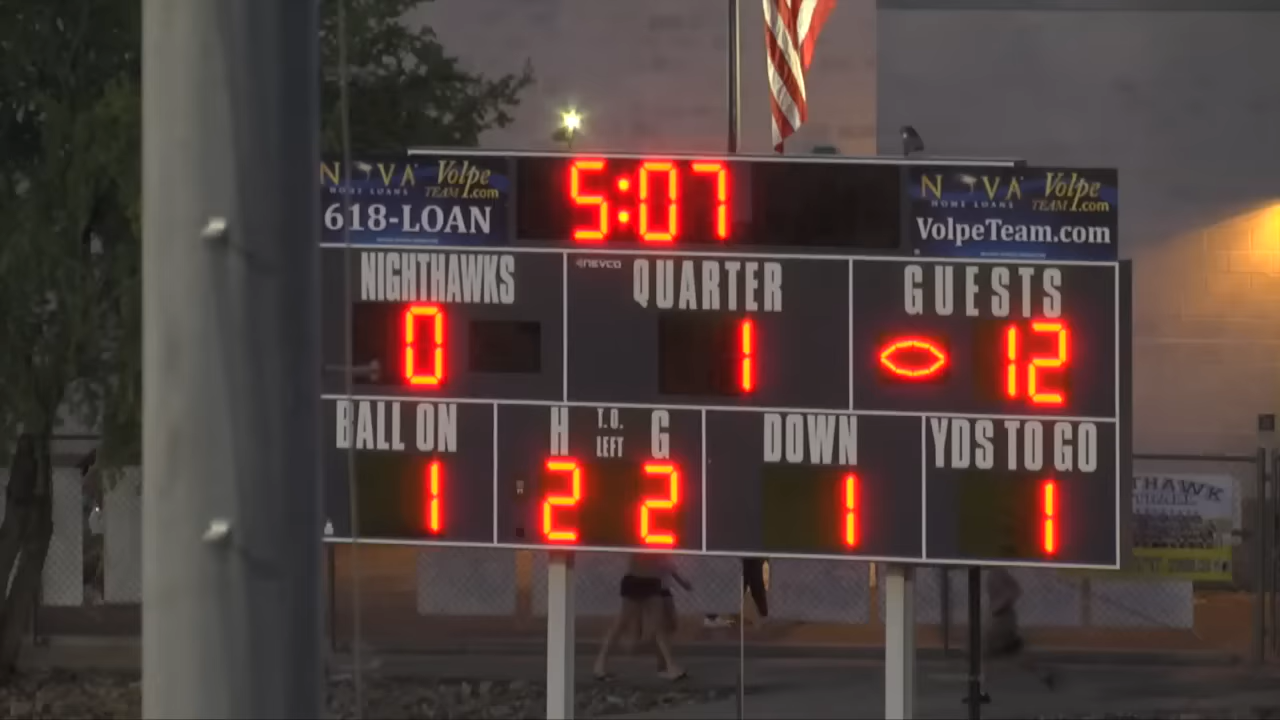 NOVA Volpe
HOME LOANS TEAM.com
618-LOAN
5:07
NOVA Volpe
HOME LOANS TEAM.com
VolpeTeam.com
NIGHTHAWKS
0
NEVCO
QUARTER
1
GUESTS
12
BALL ON
1
H T.O. LEFT G
2 2
DOWN
1
YDS TO GO
1
THAWK